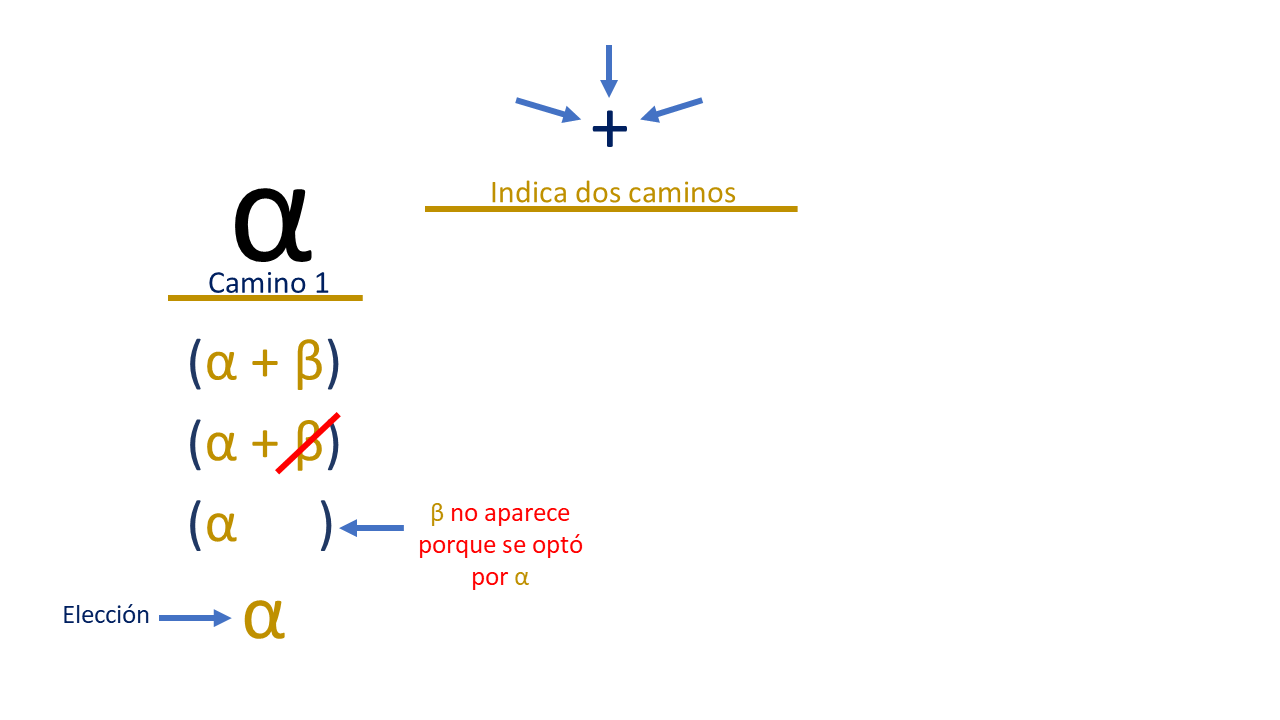 +
Indica dos caminos
α
Camino 1
(α + β)
(α + β)
(α )
β no aparece
porque se optó
por α
Elección
α